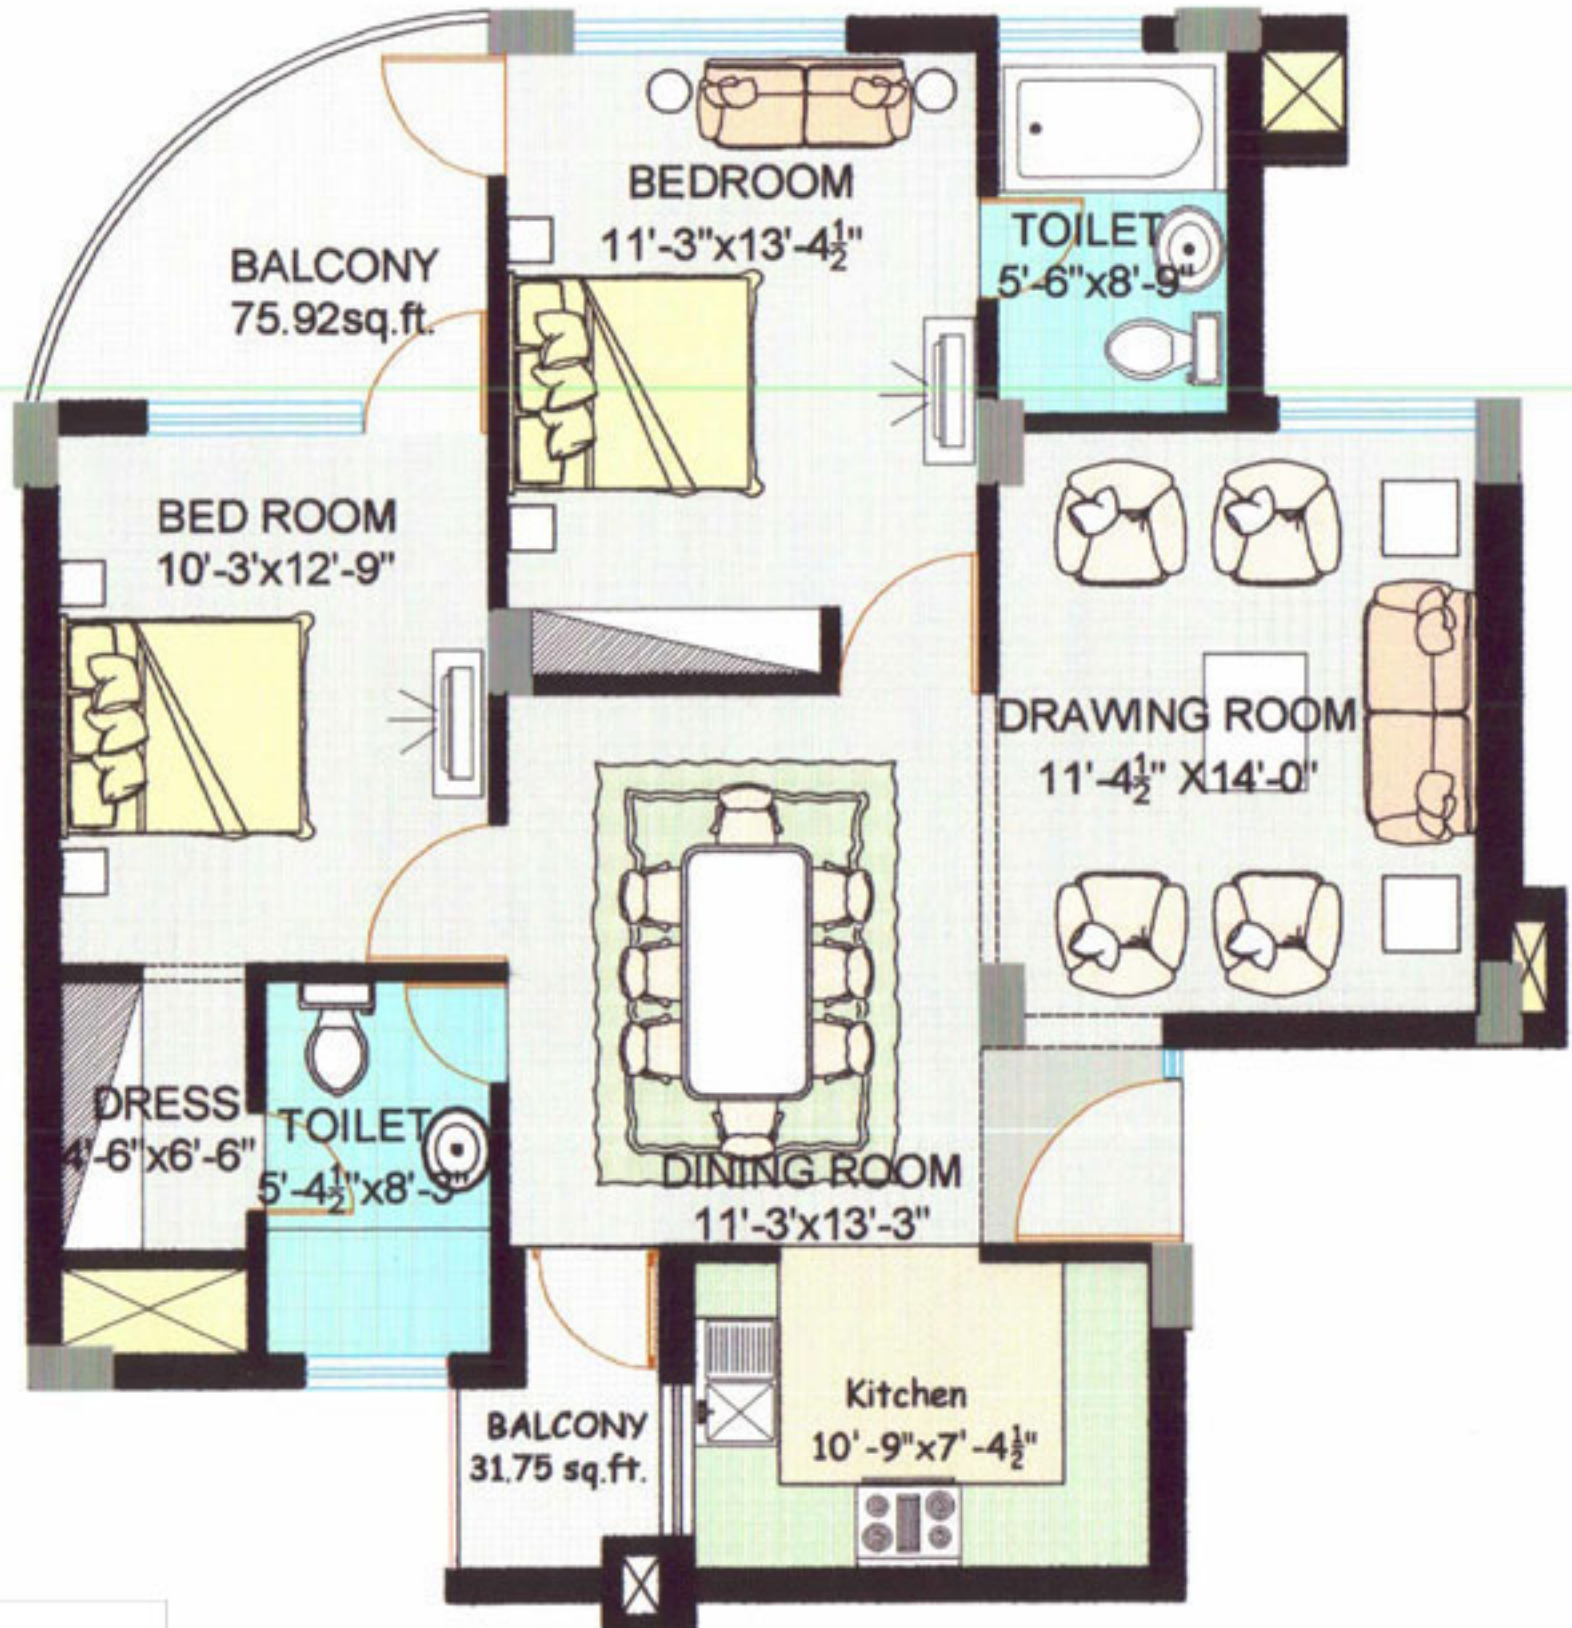 BEDROOM
11'-3"x13'-4½"
TOILET
5'-6"x8'-9"
BALCONY
75.92sq.ft.
BED ROOM
10'-3'x12'-9"
DRAWING ROOM
11'-4½" X14'-0"
DRESS
4'-6"x6'-6"
TOILET
5'-4½"x8'-3"
DINING ROOM
11'-3'x13'-3"
Kitchen
10'-9"x7'-4½"
BALCONY
31.75 sq.ft.